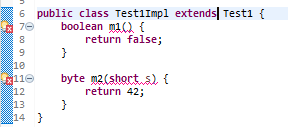 6 public class Test1Impl extends Test1 {
7 boolean m1() {
8 return false;
9 }
10
11 byte m2(short s) {
12 return 42;
13 }
14 }